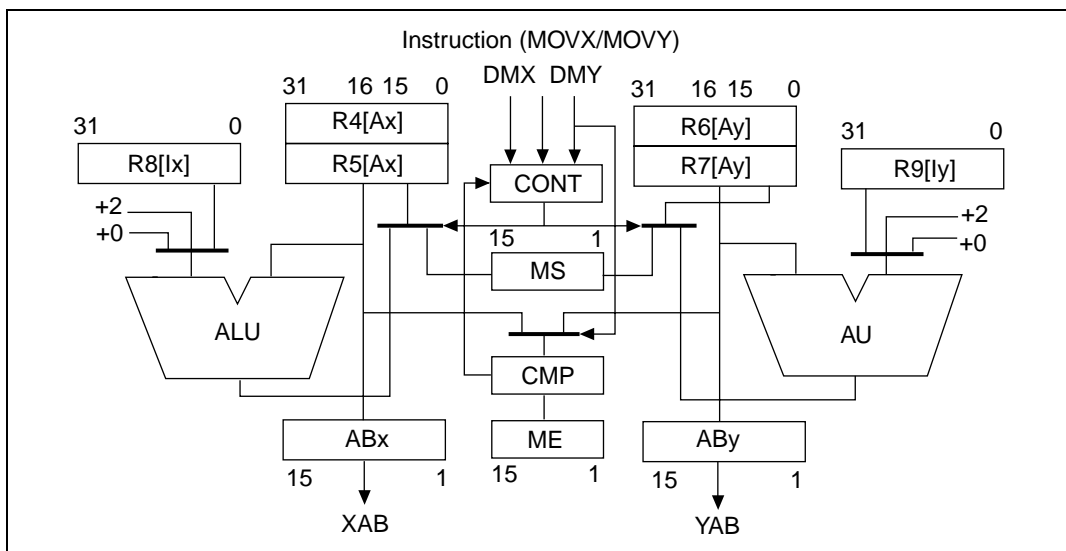 Instruction (MOVX/MOVY)
DMX DMY
31 16 15 0
31 16 15 0
R4[Ax]
R5[Ax]
R6[Ay]
R7[Ay]
31 0
R8[Ix]
31 0
R9[Iy]
CONT
+2
+0
+2
+0
15 1
MS
ALU
AU
CMP
ABx
ME
ABy
15 1
15 1
15 1
XAB
YAB